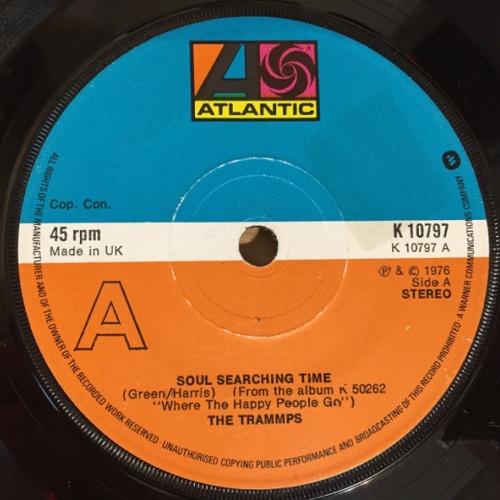 ATLANTIC
Cop. Con.
45 rpm
Made in UK
K 10797
K 10797 A
Ⓟ & © 1976
Side A
STEREO
A
SOUL SEARCHING TIME
(Green/Harris) (From the album K 50262
"Where The Happy People Go")
THE TRAMMPS
ALL RIGHTS OF THE MANUFACTURER AND OF THE OWNER OF THE RECORDED WORK RESERVED UNAUTHORISED COPYING PUBLIC PERFORMANCE AND BROADCASTING OF THIS RECORD PROHIBITED · A WARNER COMMUNICATIONS COMPANY